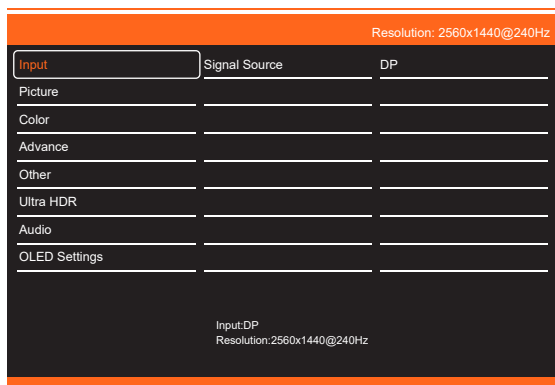 Resolution: 2560x1440@240Hz
Input Signal Source DP
Picture
Color
Advance
Other
Ultra HDR
Audio
OLED Settings
Input:DP
Resolution:2560x1440@240Hz